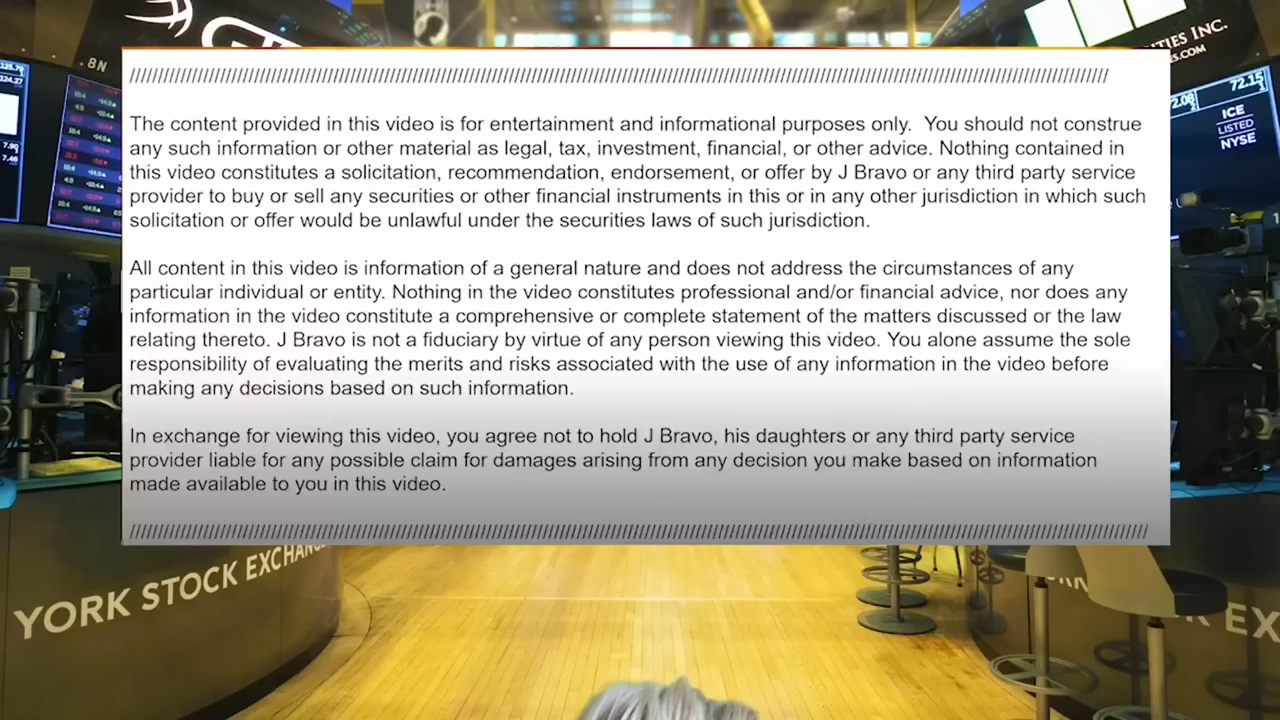 8N
TIES INC.
S.COM
72.15
ICE
LISTED
NYSE
////////////////////////////////////////////////////////////////////////////////////////////////////////////////////////////////////////////////////////////////
The content provided in this video is for entertainment and informational purposes only.  You should not construe
any such information or other material as legal, tax, investment, financial, or other advice. Nothing contained in
this video constitutes a solicitation, recommendation, endorsement, or offer by J Bravo or any third party service
provider to buy or sell any securities or other financial instruments in this or in any other jurisdiction in which such
solicitation or offer would be unlawful under the securities laws of such jurisdiction.
All content in this video is information of a general nature and does not address the circumstances of any
particular individual or entity. Nothing in the video constitutes professional and/or financial advice, nor does any
information in the video constitute a comprehensive or complete statement of the matters discussed or the law
relating thereto. J Bravo is not a fiduciary by virtue of any person viewing this video. You alone assume the sole
responsibility of evaluating the merits and risks associated with the use of any information in the video before
making any decisions based on such information.
In exchange for viewing this video, you agree not to hold J Bravo, his daughters or any third party service
provider liable for any possible claim for damages arising from any decision you make based on information
made available to you in this video.
////////////////////////////////////////////////////////////////////////////////////////////////////////////////////////////////////////////////////////////////
YORK STOCK EXCHANG
EX